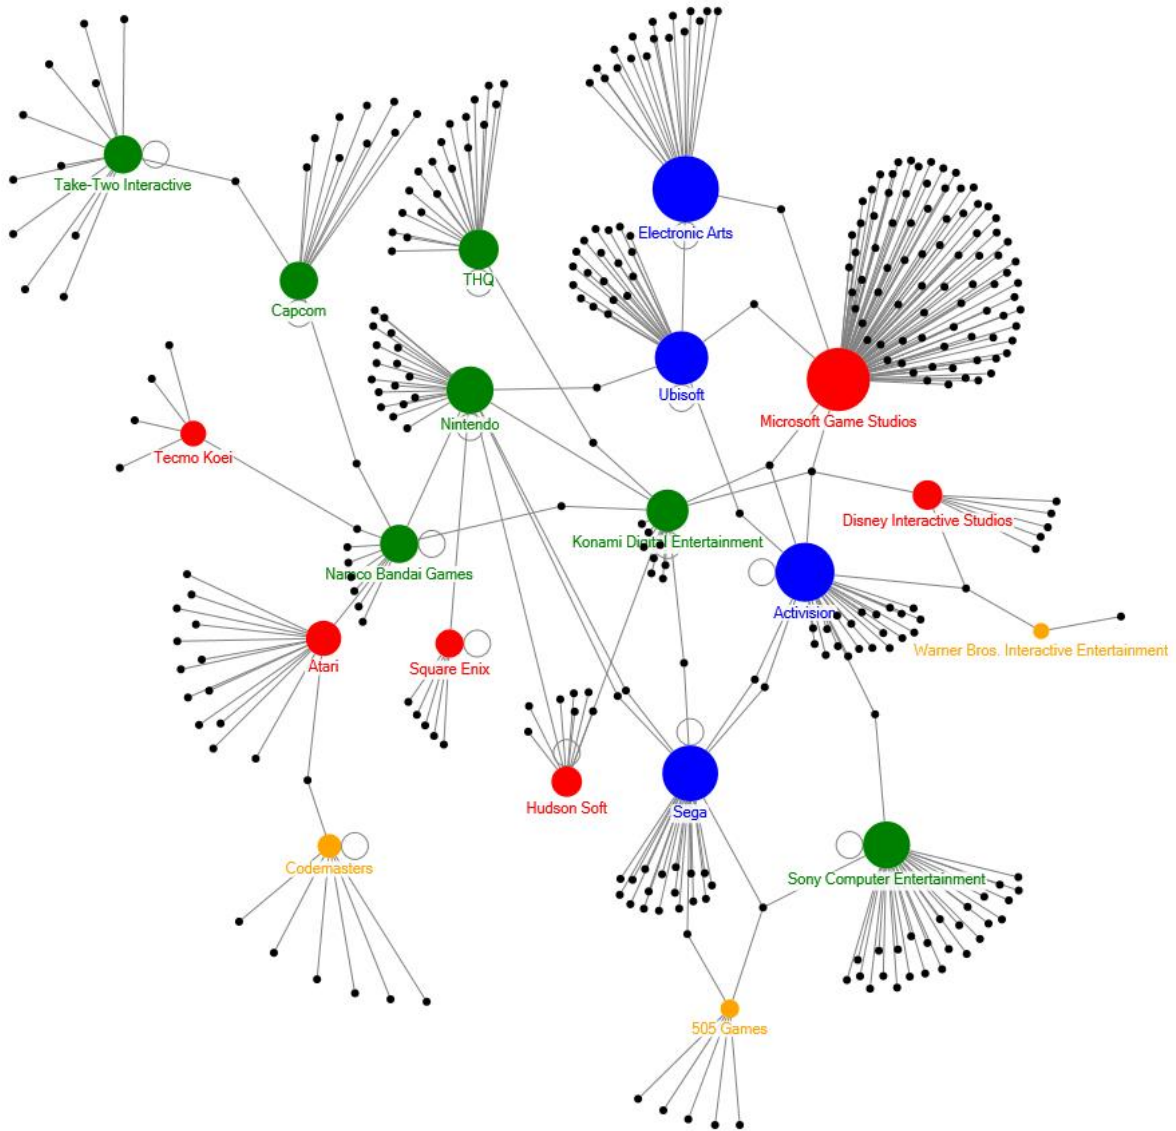 Take-Two Interactive
Electronic Arts
THQ
Capcom
Ubisoft
Nintendo
Microsoft Game Studios
Tecmo Koei
Disney Interactive Studios
Konami Digital Entertainment
Namco Bandai Games
Activision
Warner Bros. Interactive Entertainment
Atari
Square Enix
Hudson Soft
Sega
Codemasters
Sony Computer Entertainment
505 Games